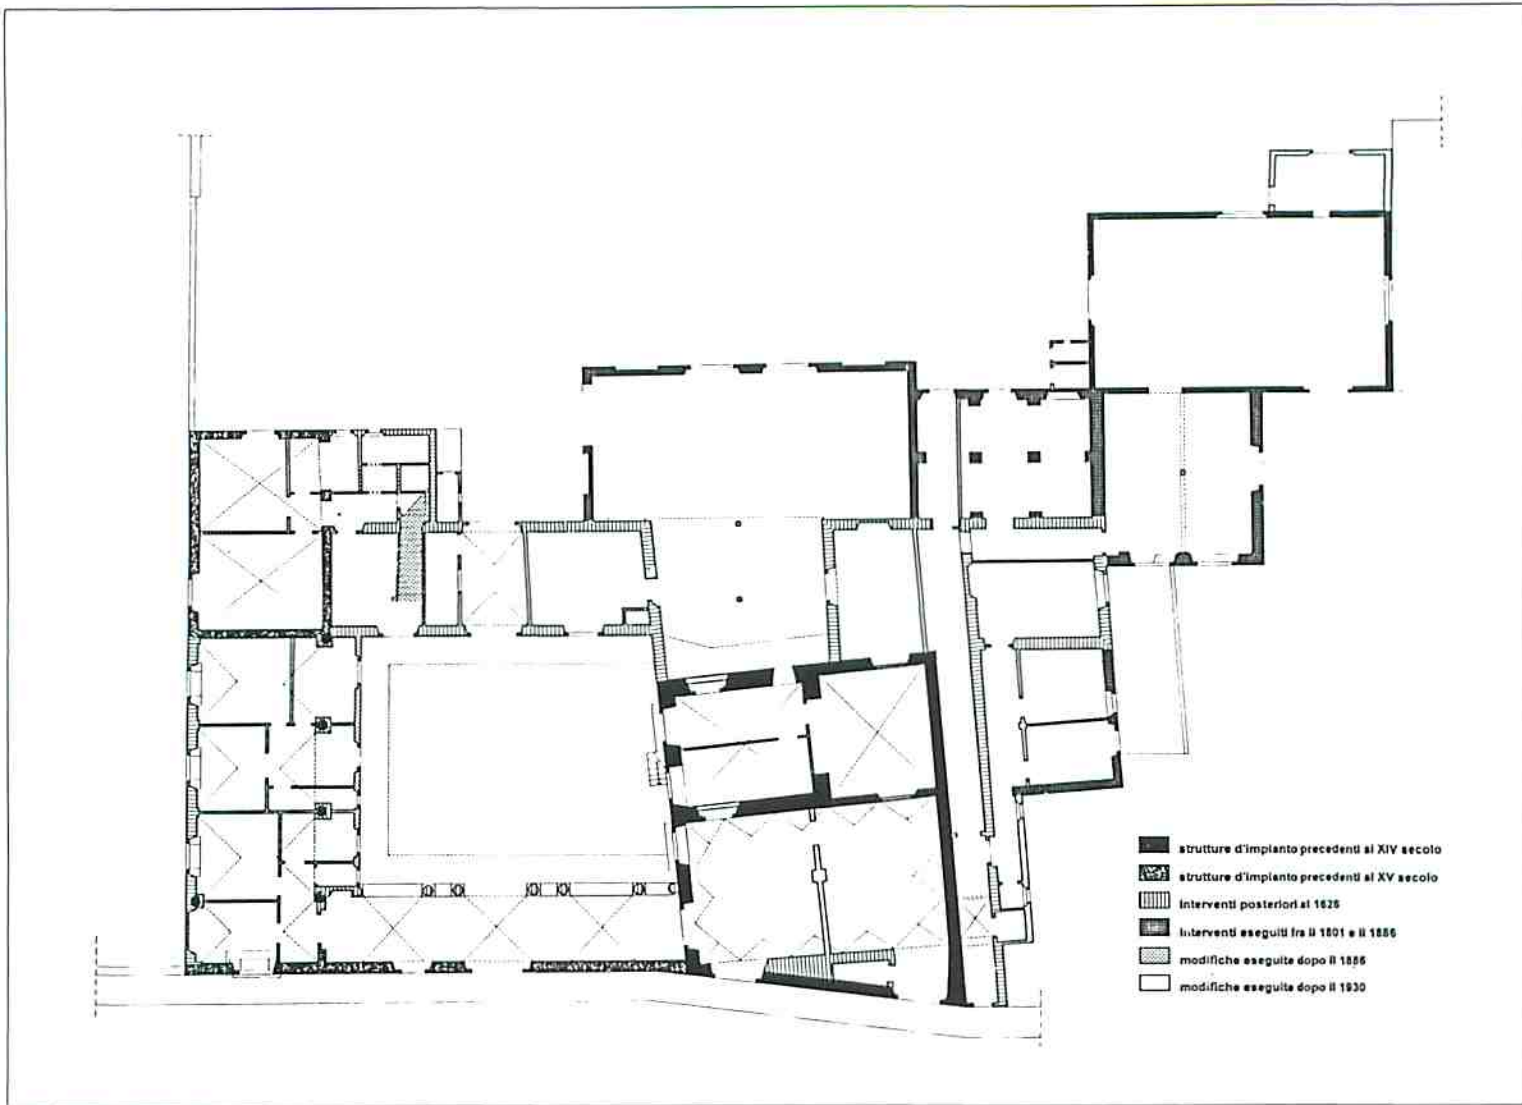 strutture d'impianto precedenti al XIV secolo
strutture d'impianto precedenti al XV secolo
interventi posteriori al 1626
interventi eseguiti fra il 1801 e il 1886
modifiche eseguite dopo il 1886
modifiche eseguite dopo il 1930